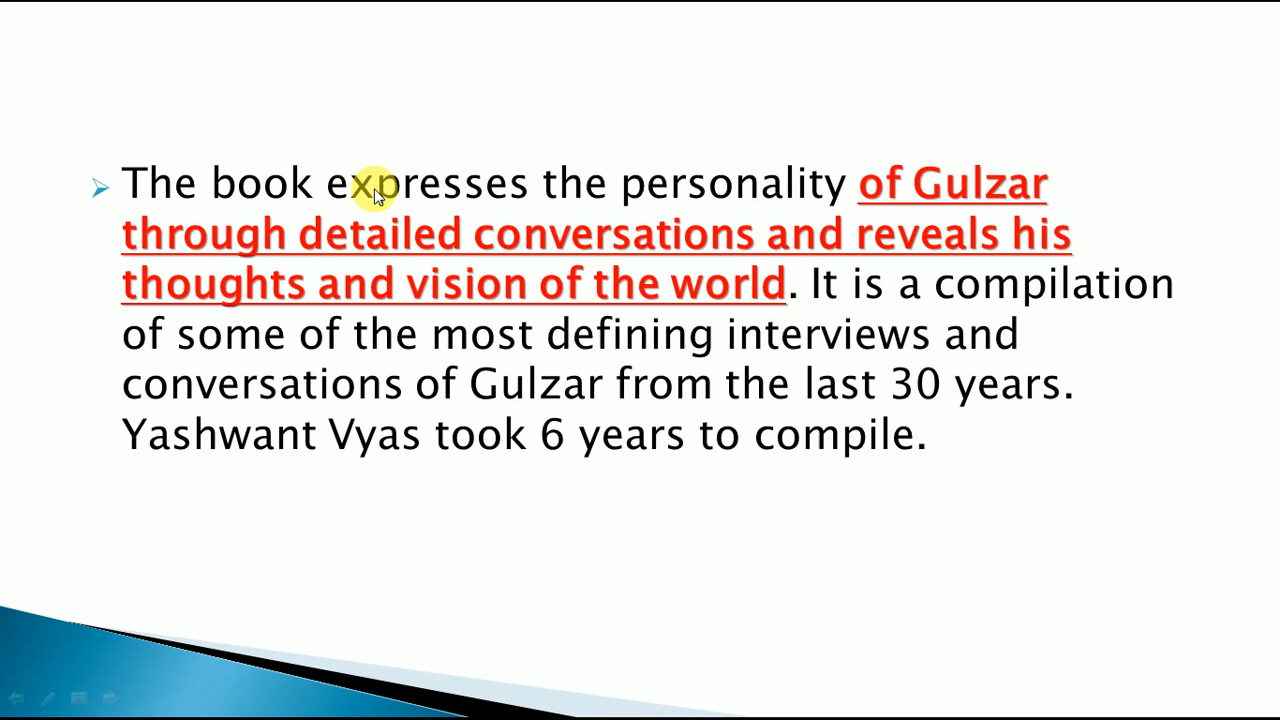 The book expresses the personality of Gulzar
through detailed conversations and reveals his
thoughts and vision of the world. It is a compilation
of some of the most defining interviews and
conversations of Gulzar from the last 30 years.
Yashwant Vyas took 6 years to compile.